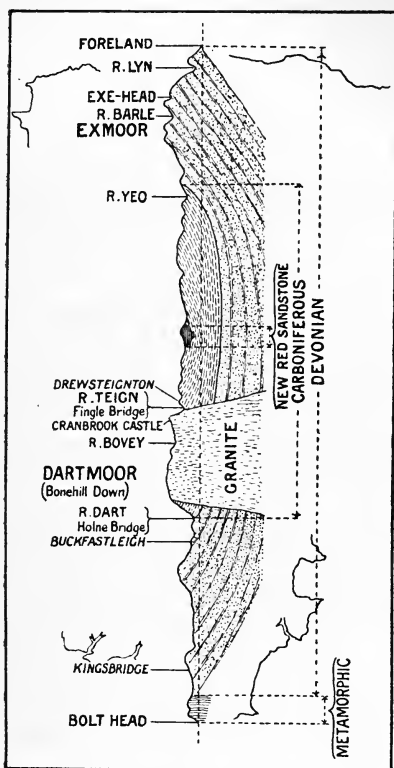 FORELAND
R. LYN
EXE-HEAD
R. BARLE
EXMOOR
R. YEO
DREWSTEIGNTON
R. TEIGN
Fingle Bridge
CRANBROOK CASTLE
R. BOVEY
DARTMOOR
(Bonehill Down)
R. DART
Holne Bridge
BUCKFASTLEIGH
KINGSBRIDGE
BOLT HEAD
GRANITE
NEW RED SANDSTONE
CARBONIFEROUS
DEVONIAN
METAMORPHIC